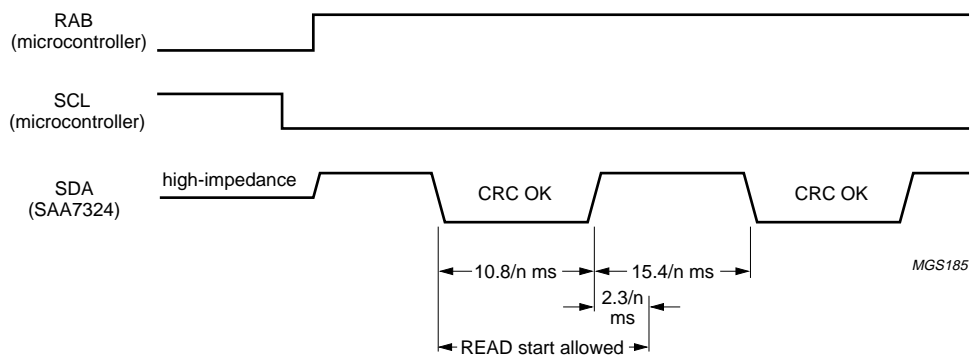 RAB
(microcontroller)
SCL
(microcontroller)
SDA
(SAA7324)
high-impedance
CRC OK
CRC OK
10.8/n ms
15.4/n ms
2.3/n
ms
READ start allowed
MGS185